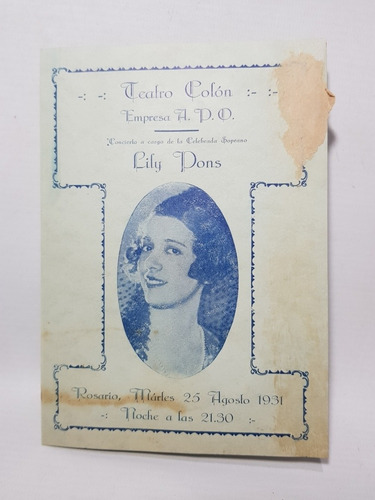 -:- -:- Teatro Colón -:- -:-
Empresa A. P. O.
Concierto a cargo de la Celebrada Soprano
Lily Pons
Rosario, Mártes 25 Agosto 1931
-: Noche a las 21.30 :-